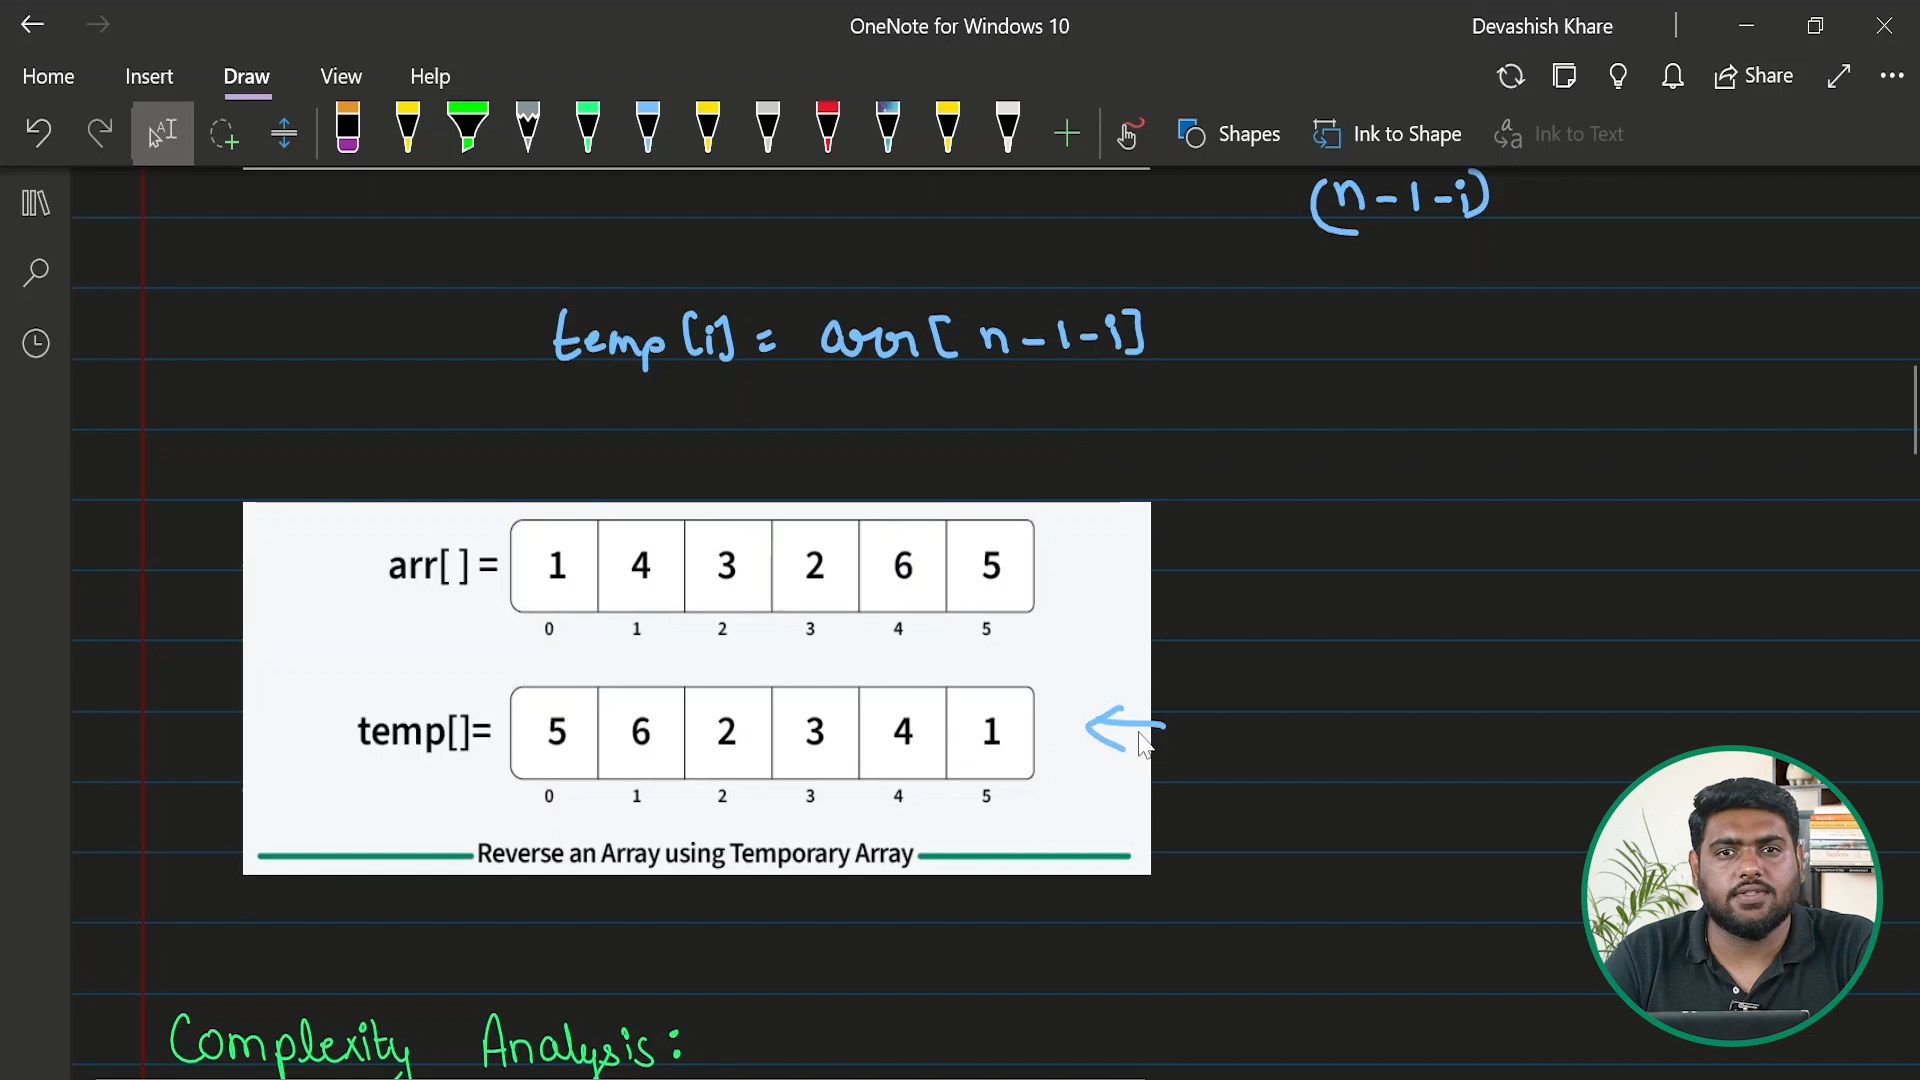 OneNote for Windows 10
Devashish Khare
Home Insert Draw View Help
Share
Shapes Ink to Shape Ink to Text
(n-1-i)
temp[i] = arr[n-1-i]
arr[ ] = 1 4 3 2 6 5
0 1 2 3 4 5
temp[]= 5 6 2 3 4 1
0 1 2 3 4 5
Reverse an Array using Temporary Array
Complexity Analysis: